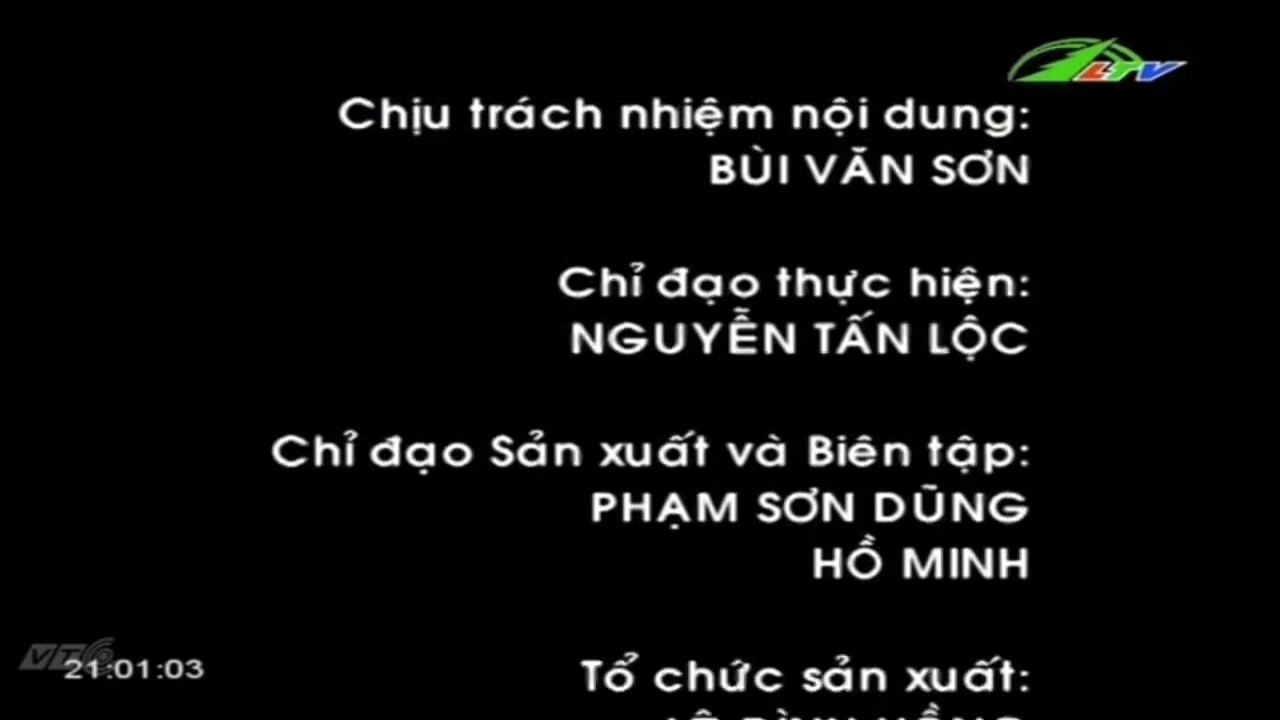 LTV
Chịu trách nhiệm nội dung:
BÙI VĂN SƠN
Chỉ đạo thực hiện:
NGUYỄN TẤN LỘC
Chỉ đạo Sản xuất và Biên tập:
PHẠM SƠN DŨNG
HỒ MINH
VTC
21:01:03
Tổ chức sản xuất: